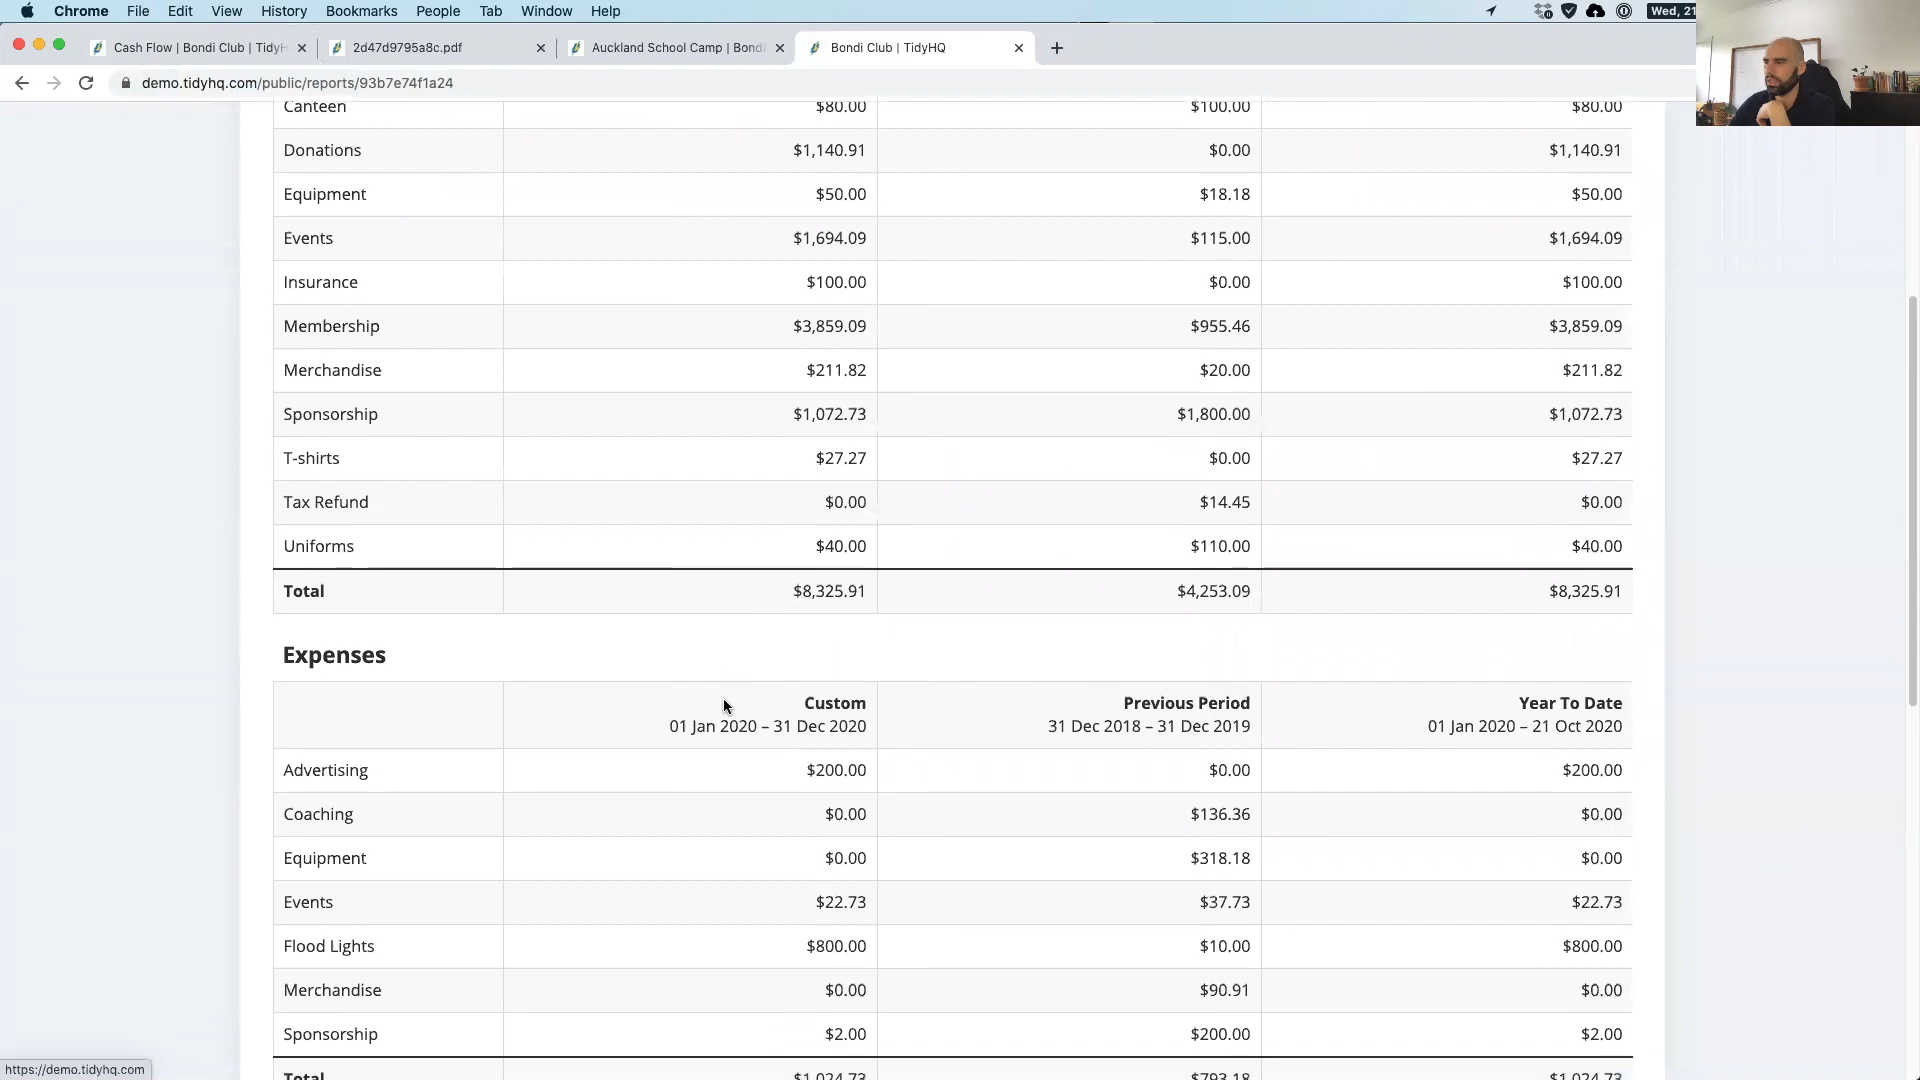 Chrome File Edit View History Bookmarks People Tab Window Help Wed, 21
Cash Flow | Bondi Club | TidyH 2d47d9795a8c.pdf Auckland School Camp | Bondi Bondi Club | TidyHQ
demo.tidyhq.com/public/reports/93b7e74f1a24
Canteen $80.00 $100.00 $80.00
Donations $1,140.91 $0.00 $1,140.91
Equipment $50.00 $18.18 $50.00
Events $1,694.09 $115.00 $1,694.09
Insurance $100.00 $0.00 $100.00
Membership $3,859.09 $955.46 $3,859.09
Merchandise $211.82 $20.00 $211.82
Sponsorship $1,072.73 $1,800.00 $1,072.73
T-shirts $27.27 $0.00 $27.27
Tax Refund $0.00 $14.45 $0.00
Uniforms $40.00 $110.00 $40.00
Total $8,325.91 $4,253.09 $8,325.91
Expenses
Custom Previous Period Year To Date
01 Jan 2020 – 31 Dec 2020 31 Dec 2018 – 31 Dec 2019 01 Jan 2020 – 21 Oct 2020
Advertising $200.00 $0.00 $200.00
Coaching $0.00 $136.36 $0.00
Equipment $0.00 $318.18 $0.00
Events $22.73 $37.73 $22.73
Flood Lights $800.00 $10.00 $800.00
Merchandise $0.00 $90.91 $0.00
Sponsorship $2.00 $200.00 $2.00
Total $1,024.73 $793.18 $1,024.73
https://demo.tidyhq.com